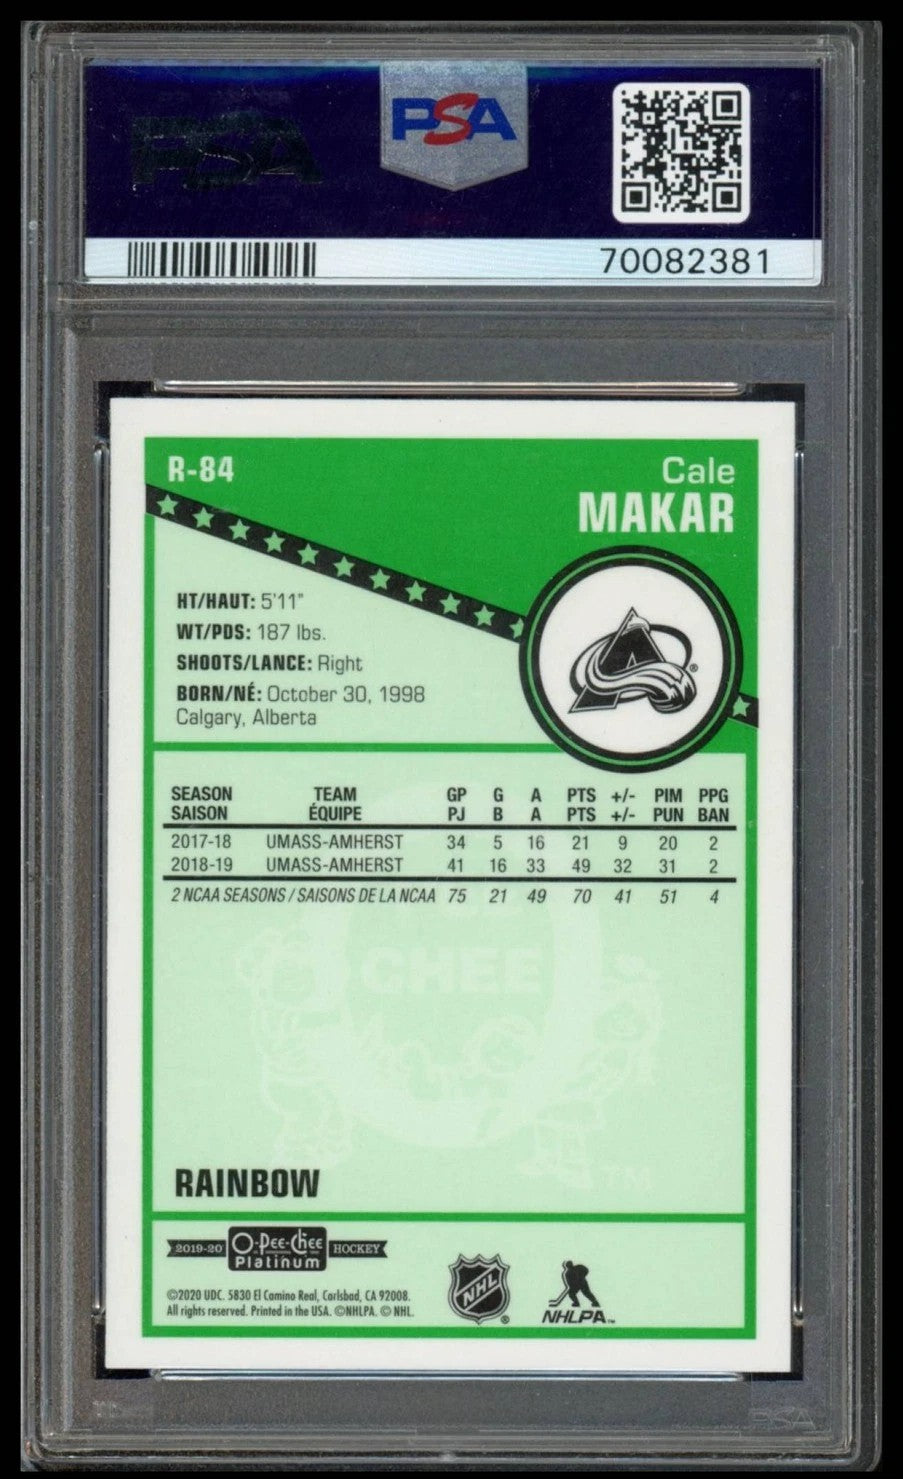 PSA
PSA
70082381
R-84
Cale
MAKAR
HT/HAUT: 5'11"
WT/PDS: 187 lbs.
SHOOTS/LANCE: Right
BORN/NÉ: October 30, 1998
Calgary, Alberta
SEASON TEAM GP G A PTS +/- PIM PPG
SAISON ÉQUIPE PJ B A PTS +/- PUN BAN
2017-18 UMASS-AMHERST 34 5 16 21 9 20 2
2018-19 UMASS-AMHERST 41 16 33 49 32 31 2
2 NCAA SEASONS / SAISONS DE LA NCAA 75 21 49 70 41 51 4
CHEE
TM
RAINBOW
2019-20 O-Pee-Chee HOCKEY
Platinum
©2020 UDC. 5830 El Camino Real, Carlsbad, CA 92008.
All rights reserved. Printed in the USA. ©NHLPA. © NHL.
NHL ®
NHLPA™
PSA